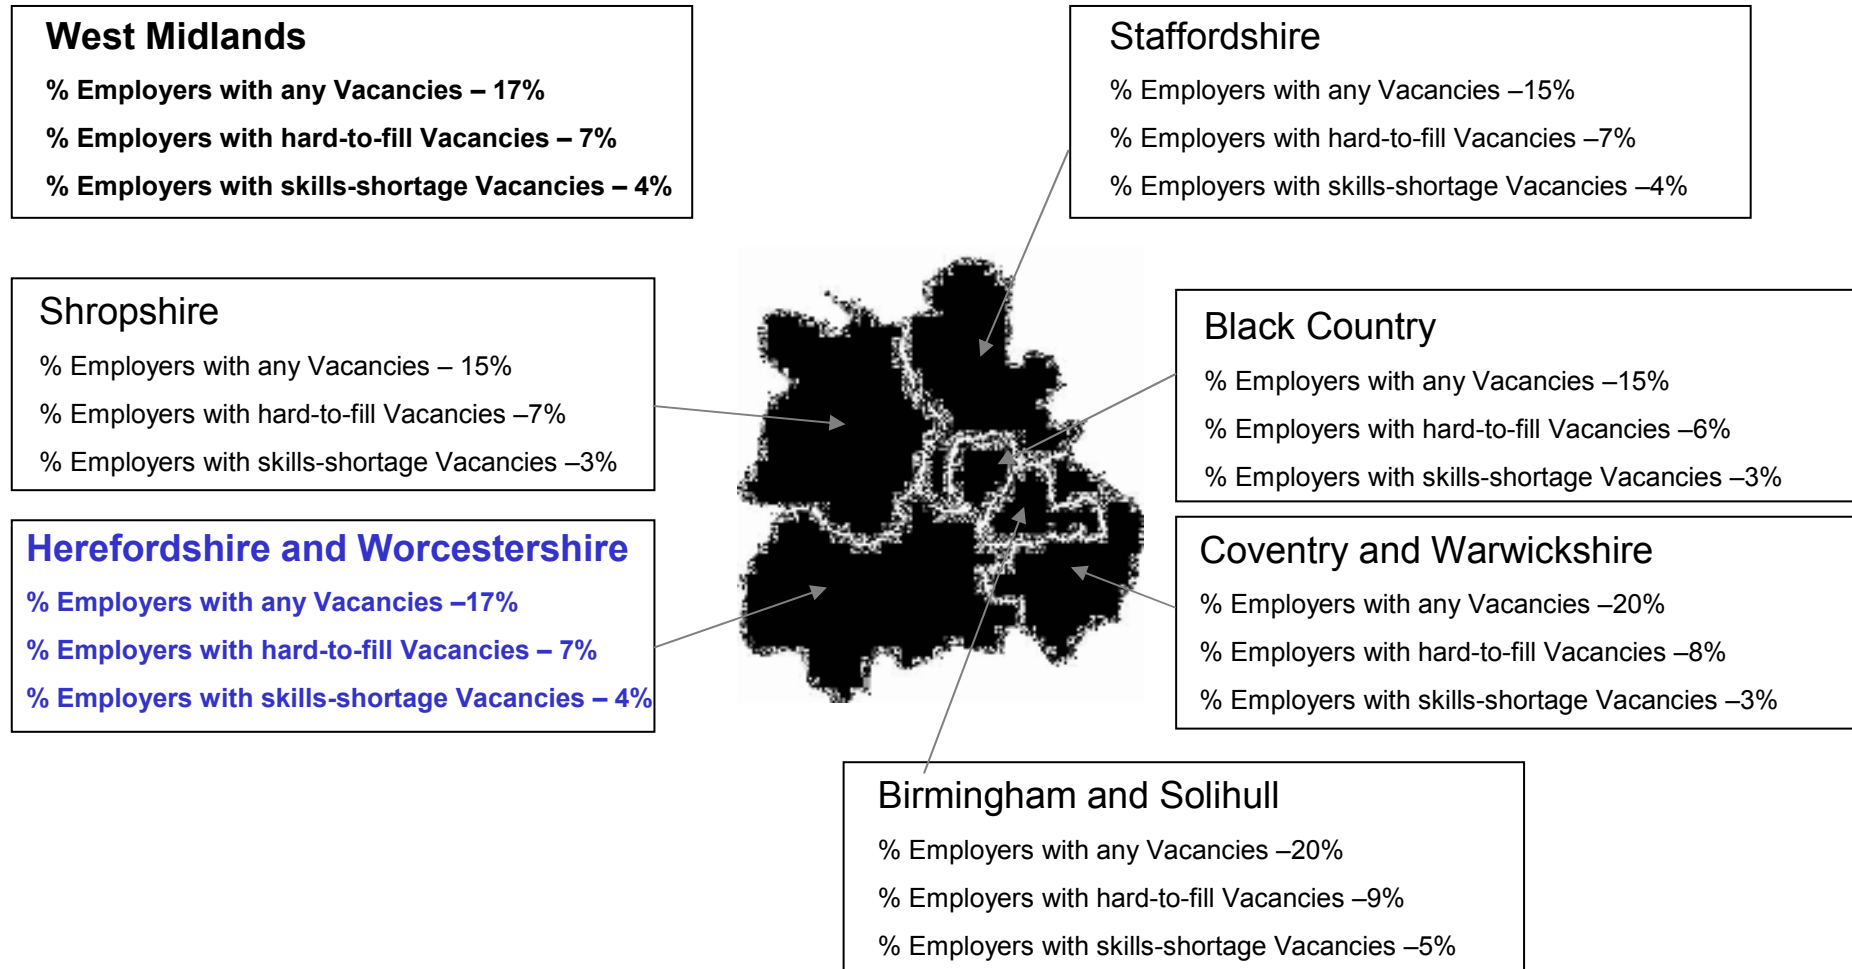 West Midlands
% Employers with any Vacancies – 17%
% Employers with hard-to-fill Vacancies – 7%
% Employers with skills-shortage Vacancies – 4%
Staffordshire
% Employers with any Vacancies –15%
% Employers with hard-to-fill Vacancies –7%
% Employers with skills-shortage Vacancies –4%
Shropshire
% Employers with any Vacancies – 15%
% Employers with hard-to-fill Vacancies –7%
% Employers with skills-shortage Vacancies –3%
Black Country
% Employers with any Vacancies –15%
% Employers with hard-to-fill Vacancies –6%
% Employers with skills-shortage Vacancies –3%
Herefordshire and Worcestershire
% Employers with any Vacancies –17%
% Employers with hard-to-fill Vacancies – 7%
% Employers with skills-shortage Vacancies – 4%
Coventry and Warwickshire
% Employers with any Vacancies –20%
% Employers with hard-to-fill Vacancies –8%
% Employers with skills-shortage Vacancies –3%
Birmingham and Solihull
% Employers with any Vacancies –20%
% Employers with hard-to-fill Vacancies –9%
% Employers with skills-shortage Vacancies –5%